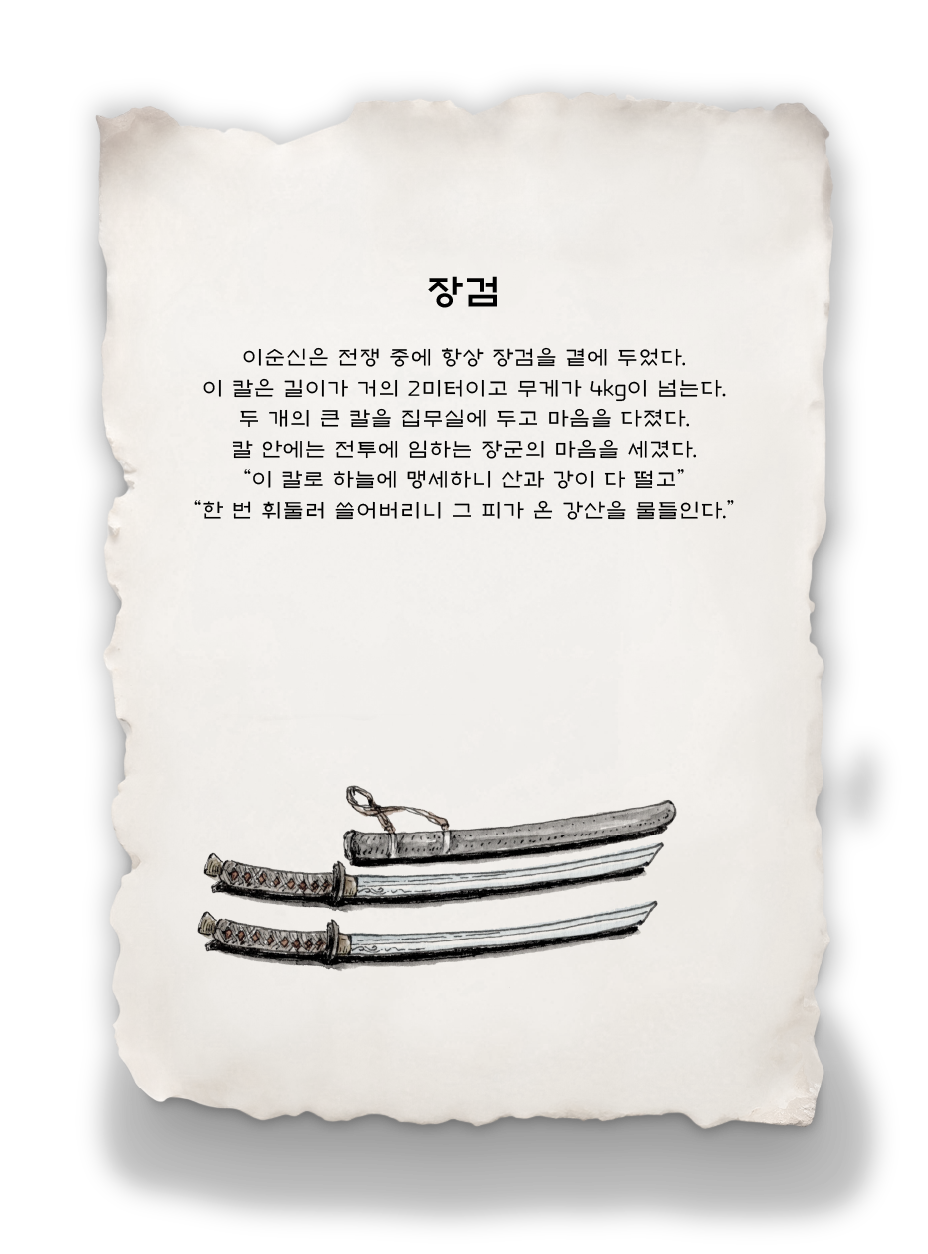 장검
이순신은 전쟁 중에 항상 장검을 곁에 두었다.
이 칼은 길이가 거의 2미터이고 무게가 4kg이 넘는다.
두 개의 큰 칼을 집무실에 두고 마음을 다졌다.
칼 안에는 전투에 임하는 장군의 마음을 세겼다.
“이 칼로 하늘에 맹세하니 산과 강이 다 떨고”
“한 번 휘둘러 쓸어버리니 그 피가 온 강산을 물들인다.”